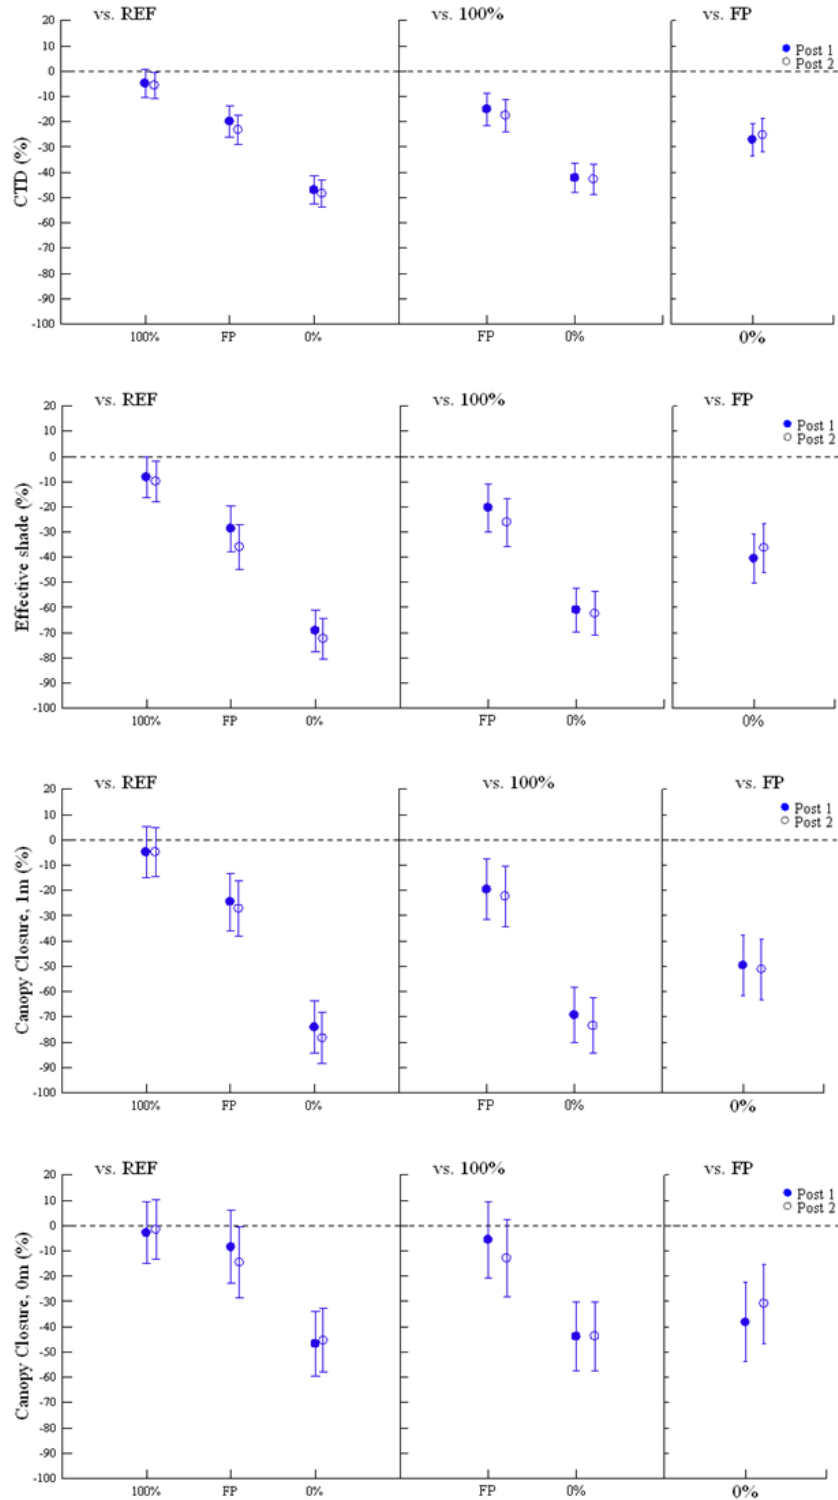 vs. REF vs. 100% vs. FP
20 Post 1
10 Post 2
0
-10
-20
-30
-40
-50
-60
-70
-80
-90
-100
CTD (%)
100% FP 0% FP 0% 0%
vs. REF vs. 100% vs. FP
20 Post 1
10 Post 2
0
-10
-20
-30
-40
-50
-60
-70
-80
-90
-100
Effective shade (%)
100% FP 0% FP 0% 0%
vs. REF vs. 100% vs. FP
20 Post 1
10 Post 2
0
-10
-20
-30
-40
-50
-60
-70
-80
-90
-100
Canopy Closure, 1m (%)
100% FP 0% FP 0% 0%
vs. REF vs. 100% vs. FP
20 Post 1
10 Post 2
0
-10
-20
-30
-40
-50
-60
-70
-80
-90
-100
Canopy Closure, 0m (%)
100% FP 0% FP 0% 0%